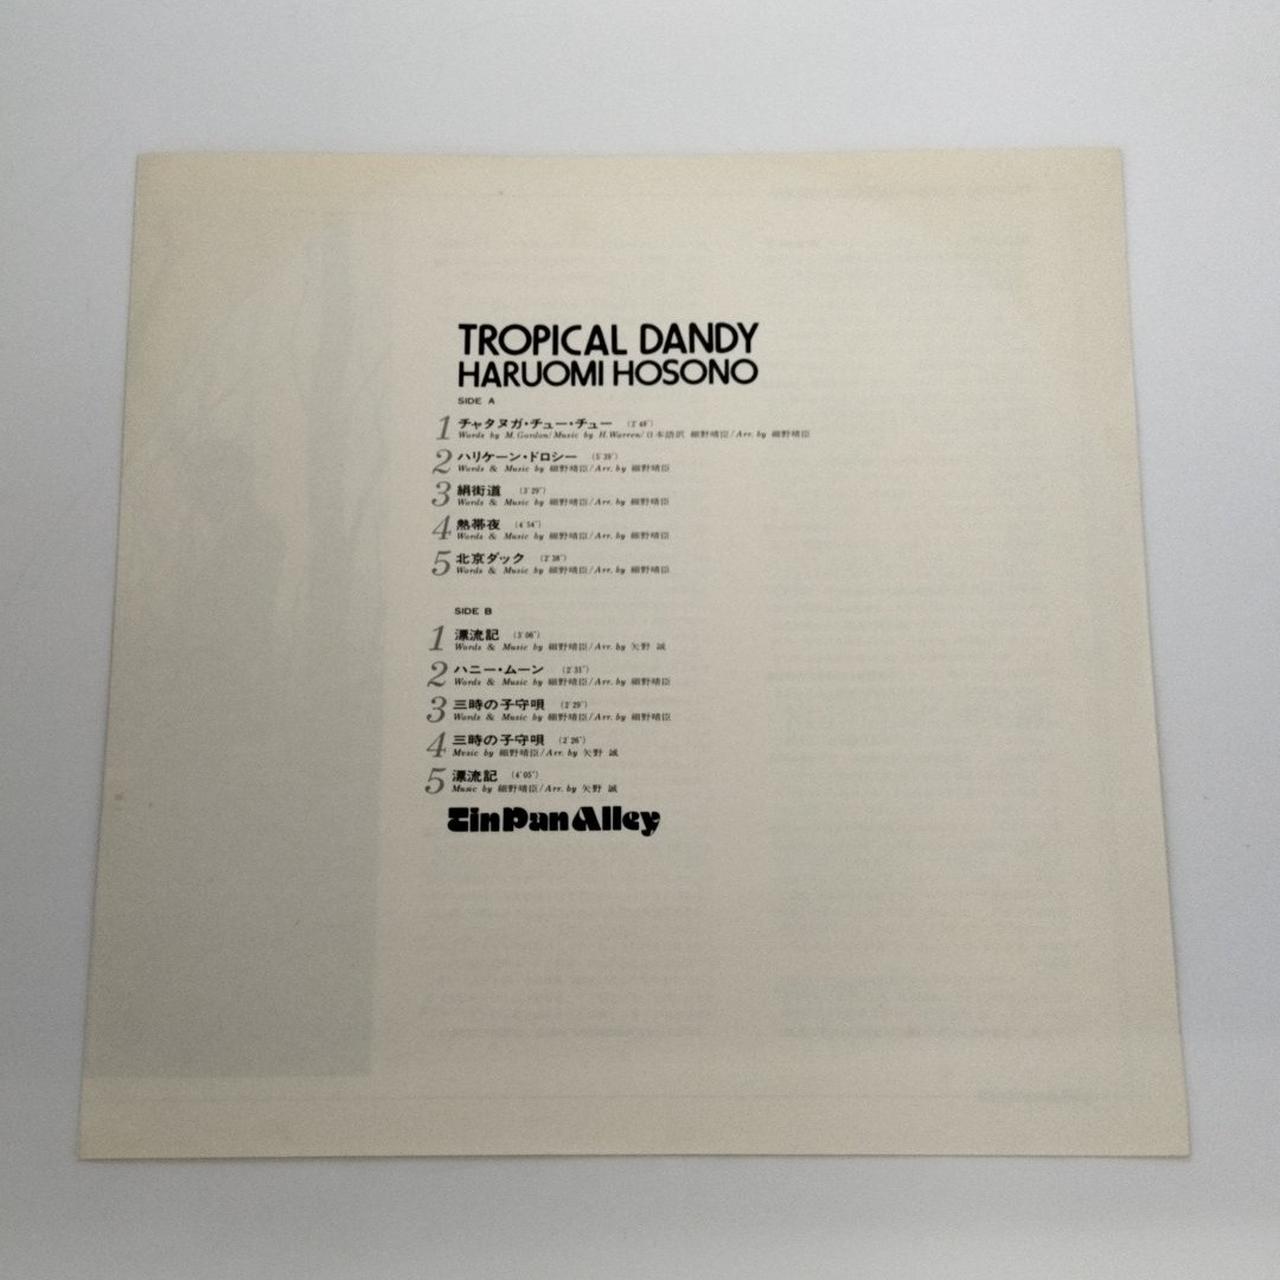 TROPICAL DANDY
HARUOMI HOSONO
SIDE A
1 チャタヌガ・チュー・チュー (2'48")
Words by M. Gordon/Music by H. Warren/日本語訳 細野晴臣/Arr. by 細野晴臣
2 ハリケーン・ドロシー (5'39")
Words & Music by 細野晴臣/Arr. by 細野晴臣
3 絹街道 (3'29")
Words & Music by 細野晴臣/Arr. by 細野晴臣
4 熱帯夜 (4'54")
Words & Music by 細野晴臣/Arr. by 細野晴臣
5 北京ダック (2'38")
Words & Music by 細野晴臣/Arr. by 細野晴臣
SIDE B
1 漂流記 (3'06")
Words & Music by 細野晴臣/Arr. by 矢野 誠
2 ハニー・ムーン (2'31")
Words & Music by 細野晴臣/Arr. by 細野晴臣
3 三時の子守唄 (2'29")
Words & Music by 細野晴臣/Arr. by 細野晴臣
4 三時の子守唄 (2'26")
Music by 細野晴臣/Arr. by 矢野 誠
5 漂流記 (4'05")
Music by 細野晴臣/Arr. by 矢野 誠
Tin Pan Alley